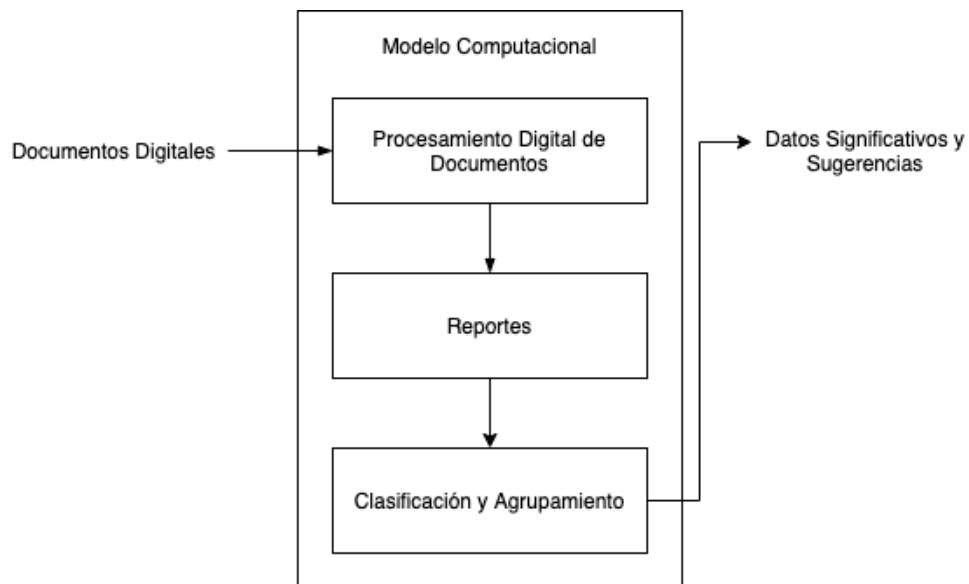 Modelo Computacional
Documentos Digitales
Procesamiento Digital de
Documentos
Datos Significativos y
Sugerencias
Reportes
Clasificación y Agrupamiento